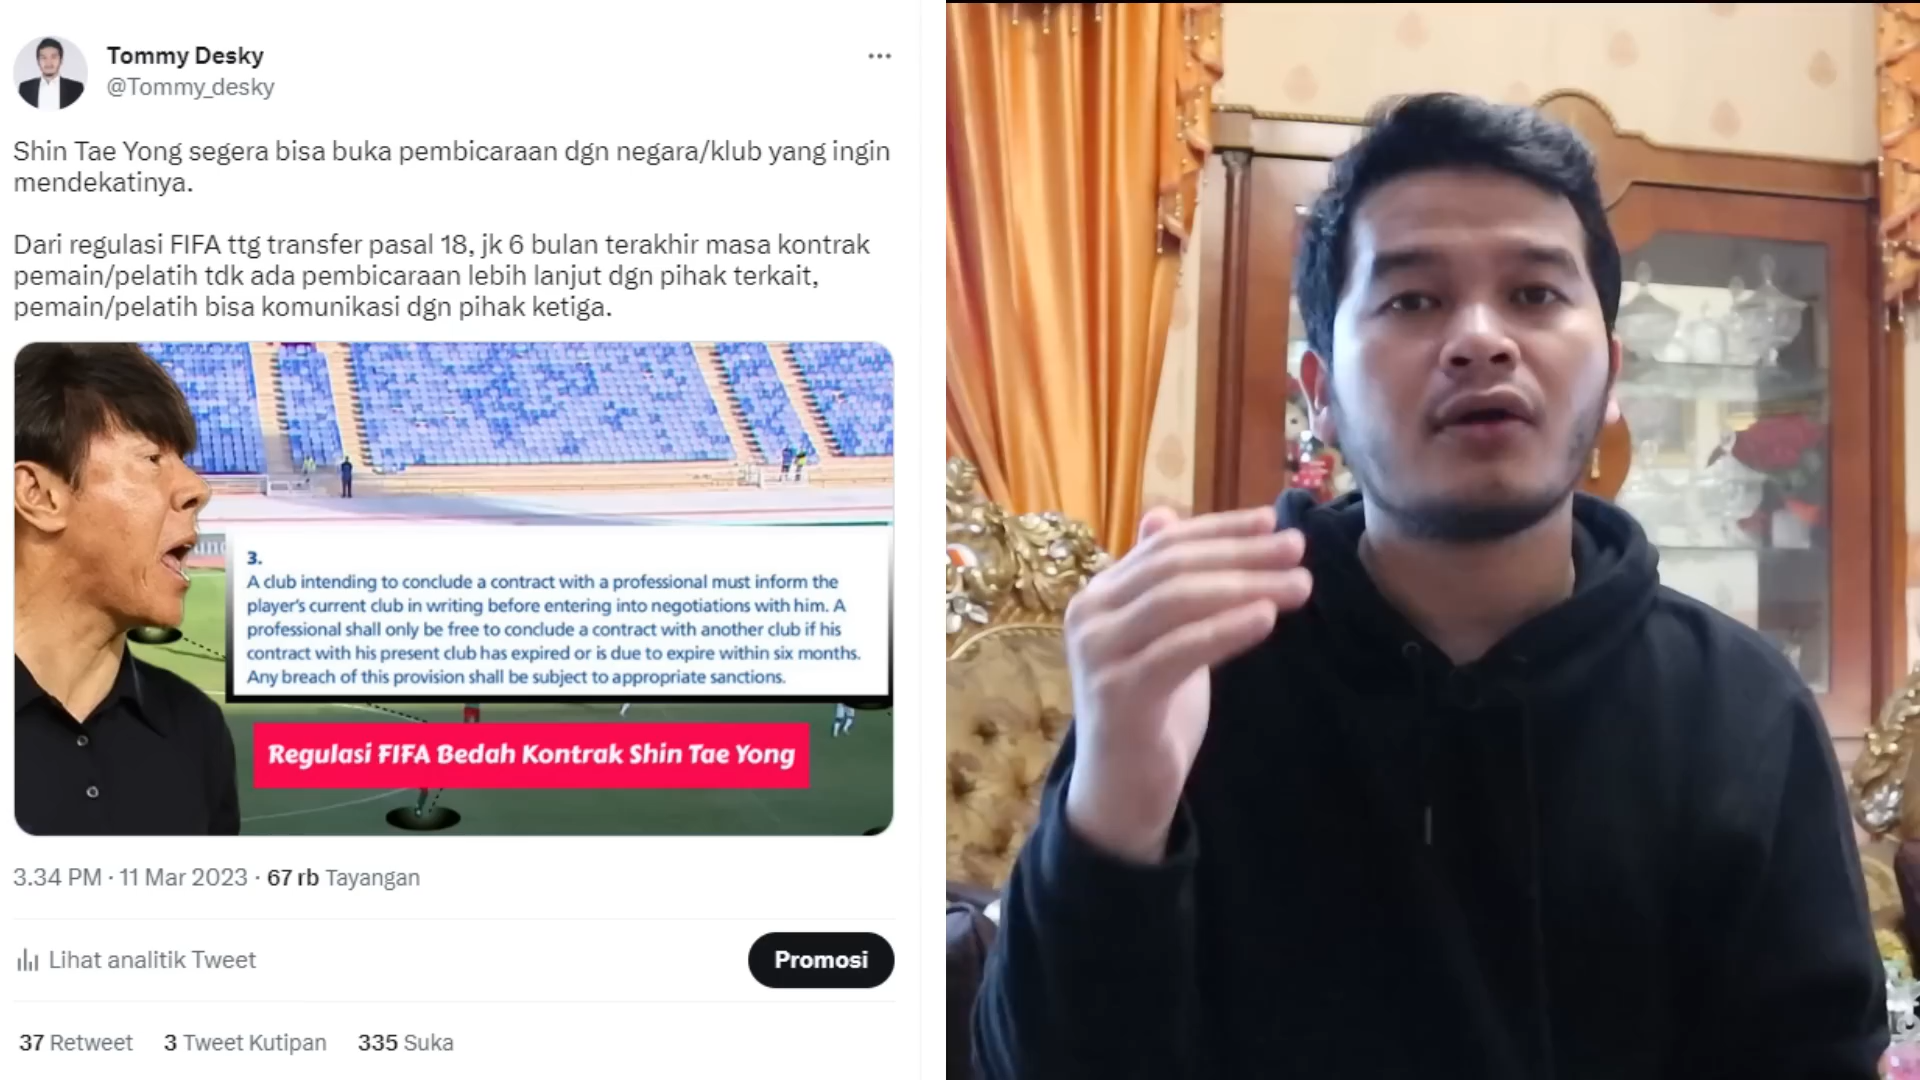 Tommy Desky
@Tommy_desky
Shin Tae Yong segera bisa buka pembicaraan dgn negara/klub yang ingin
mendekatinya.
Dari regulasi FIFA ttg transfer pasal 18, jk 6 bulan terakhir masa kontrak
pemain/pelatih tdk ada pembicaraan lebih lanjut dgn pihak terkait,
pemain/pelatih bisa komunikasi dgn pihak ketiga.
3.
A club intending to conclude a contract with a professional must inform the
player's current club in writing before entering into negotiations with him. A
professional shall only be free to conclude a contract with another club if his
contract with his present club has expired or is due to expire within six months.
Any breach of this provision shall be subject to appropriate sanctions.
Regulasi FIFA Bedah Kontrak Shin Tae Yong
3.34 PM · 11 Mar 2023 · 67 rb Tayangan
Lihat analitik Tweet
Promosi
37 Retweet 3 Tweet Kutipan 335 Suka